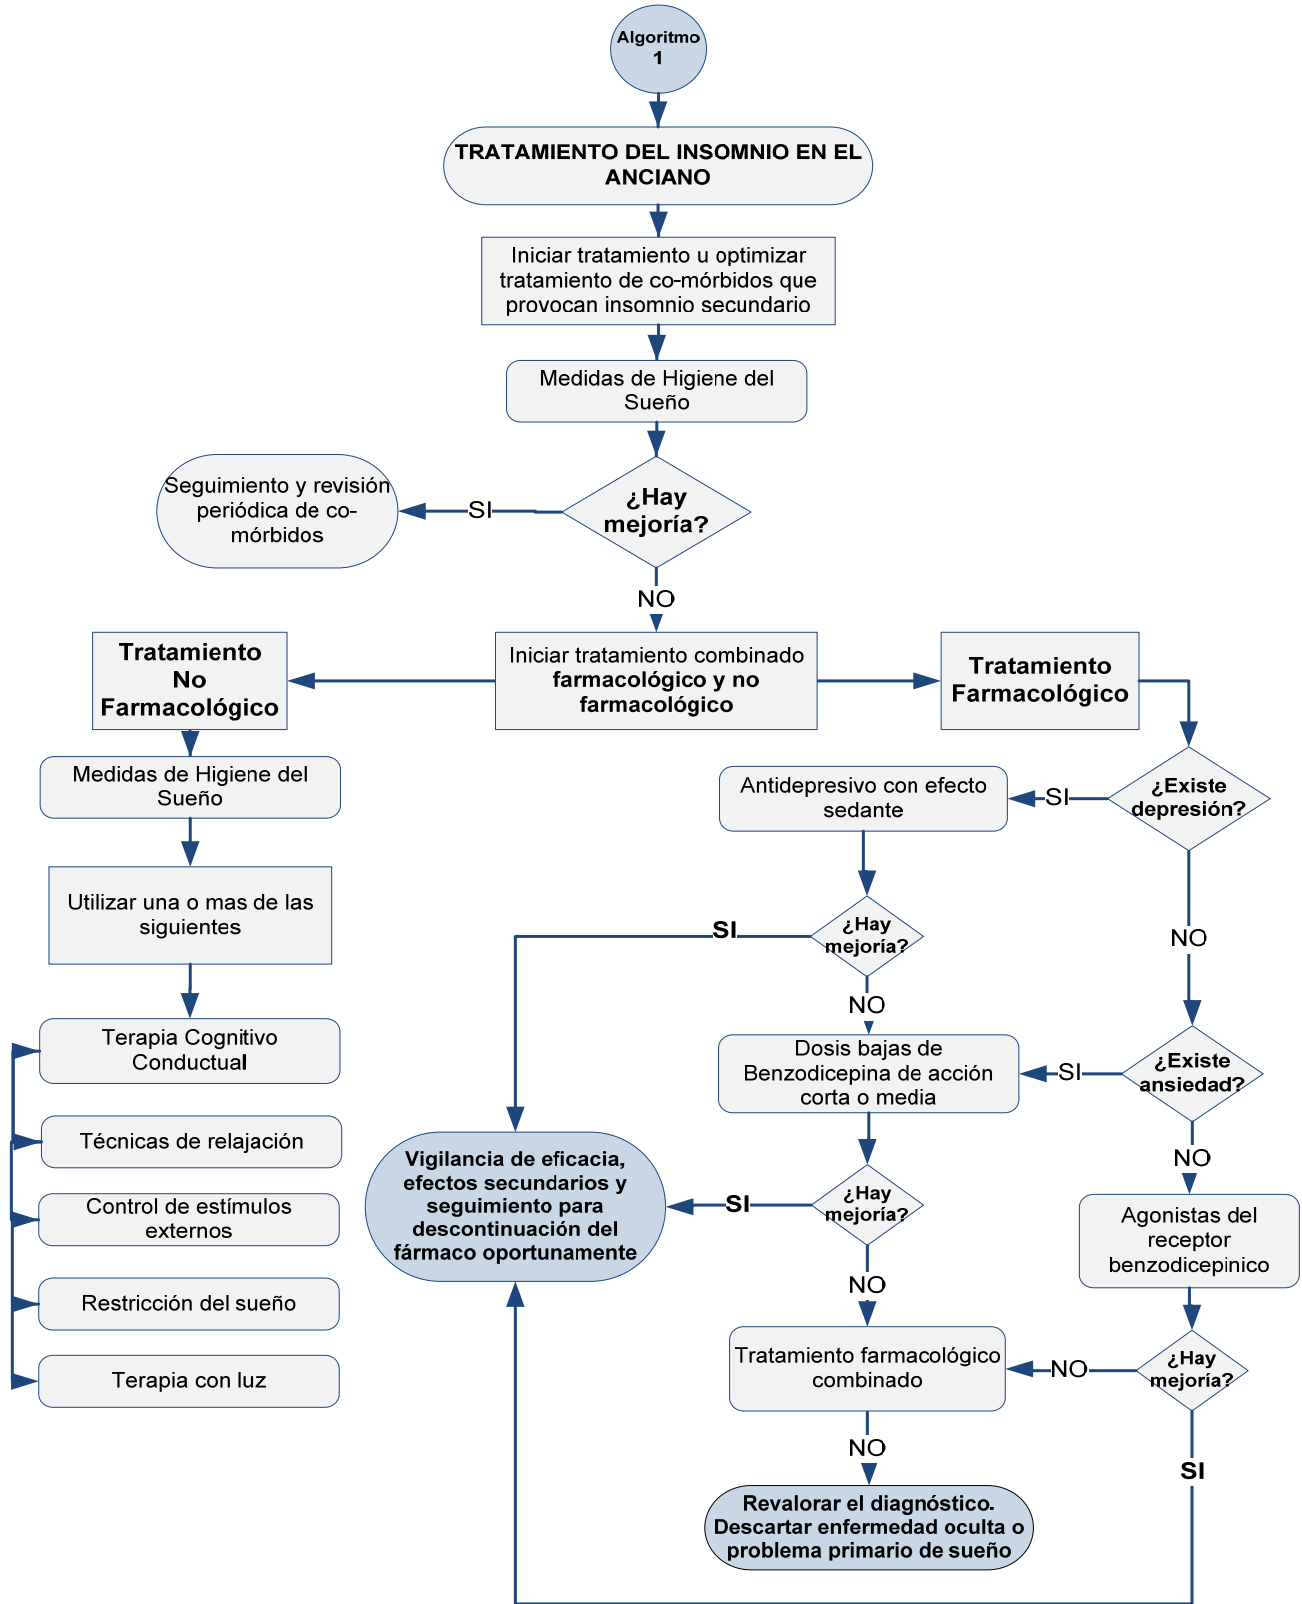 Algoritmo
1
TRATAMIENTO DEL INSOMNIO EN EL
ANCIANO
Iniciar tratamiento u optimizar
tratamiento de co-mórbidos que
provocan insomnio secundario
Medidas de Higiene del
Sueño
¿Hay
mejoría?
SI
Seguimiento y revisión
periódica de co-
mórbidos
NO
Iniciar tratamiento combinado
farmacológico y no
farmacológico
Tratamiento
No
Farmacológico
Medidas de Higiene del
Sueño
Utilizar una o mas de las
siguientes
Terapia Cognitivo
Conductual
Técnicas de relajación
Control de estímulos
externos
Restricción del sueño
Terapia con luz
Tratamiento
Farmacológico
¿Existe
depresión?
SI
Antidepresivo con efecto
sedante
¿Hay
mejoría?
SI
NO
NO
¿Existe
ansiedad?
SI
Dosis bajas de
Benzodicepina de acción
corta o media
¿Hay
mejoría?
SI
Vigilancia de eficacia,
efectos secundarios y
seguimiento para
descontinuación del
fármaco oportunamente
NO
NO
Agonistas del
receptor
benzodicepinico
¿Hay
mejoría?
NO
Tratamiento farmacológico
combinado
NO
SI
Revalorar el diagnóstico.
Descartar enfermedad oculta o
problema primario de sueño